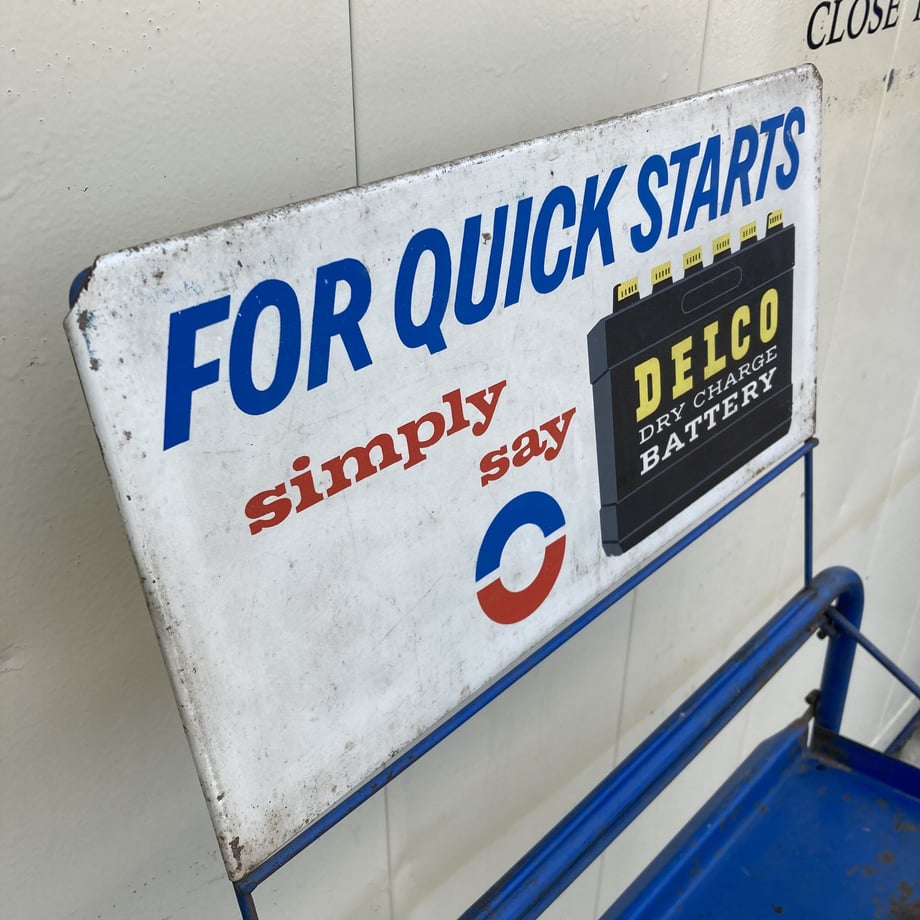 CLOSE
FOR QUICK STARTS
simply
say
DELCO
DRY CHARGE
BATTERY